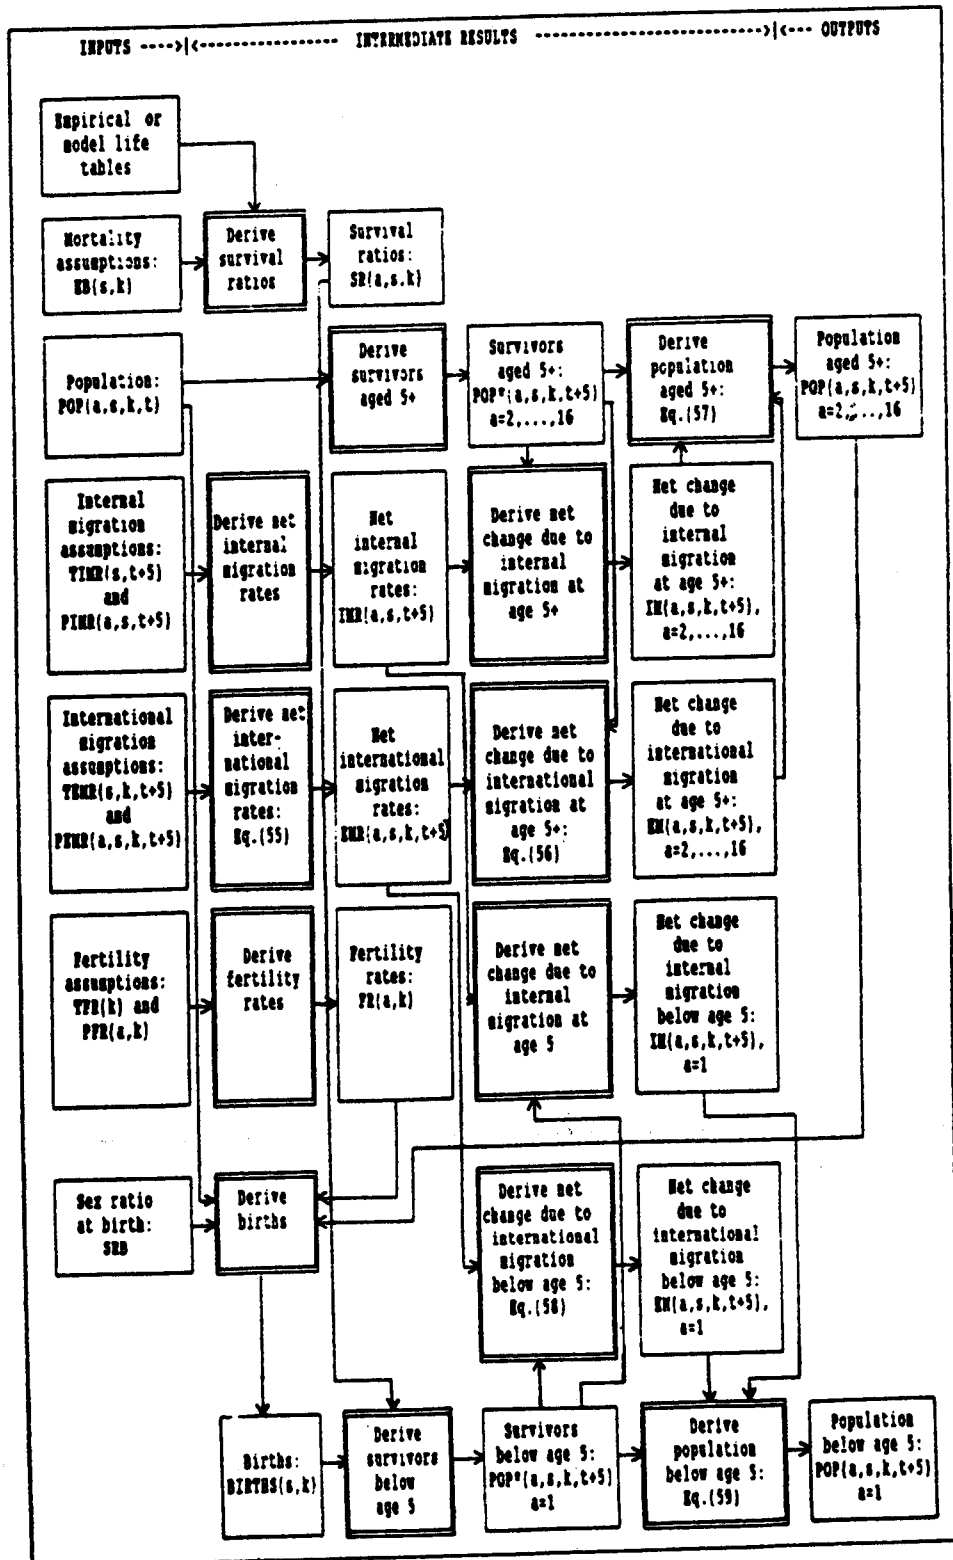 INPUTS ---->|<--------------- INTERMEDIATE RESULTS --------------------->|<--- OUTPUTS
Empirical or
model life
tables
Mortality
assumptions:
EB(s,k)
Derive
survival
ratios
Survival
ratios:
SR(a,s,k)
Population:
POP(a,s,k,t)
Derive
survivors
aged 5+
Survivors
aged 5+:
POP*(a,s,k,t+5)
a=2,...,16
Derive
population
aged 5+:
Eq.(57)
Population
aged 5+:
POP(a,s,k,t+5)
a=2,...,16
Internal
migration
assumptions:
TIMR(s,t+5)
and
PIMR(a,s,t+5)
Derive net
internal
migration
rates
Net
internal
migration
rates:
IMR(a,s,t+5)
Derive net
change due to
internal
migration at
age 5+
Net change
due to
internal
migration
at age 5+:
IM(a,s,k,t+5),
a=2,...,16
International
migration
assumptions:
TEMR(s,k,t+5)
and
PEMR(a,s,k,t+5)
Derive net
inter-
national
migration
rates:
Eq.(55)
Net
international
migration
rates:
EMR(a,s,k,t+5)
Derive net
change due to
international
migration at
age 5+:
Eq.(56)
Net change
due to
international
migration
at age 5+:
EM(a,s,k,t+5),
a=2,...,16
Fertility
assumptions:
TFR(k) and
PFR(a,k)
Derive
fertility
rates
Fertility
rates:
FR(a,k)
Derive net
change due to
internal
migration at
age 5
Net change
due to
internal
migration
below age 5:
IM(a,s,k,t+5),
a=1
Sex ratio
at birth:
SRB
Derive
births
Derive net
change due to
international
migration
below age 5:
Eq.(58)
Net change
due to
international
migration
below age 5:
EM(a,s,k,t+5),
a=1
Births:
BIRTHS(s,k)
Derive
survivors
below
age 5
Survivors
below age 5:
POP*(a,s,k,t+5)
a=1
Derive
population
below age 5:
Eq.(59)
Population
below age 5:
POP(a,s,k,t+5)
a=1